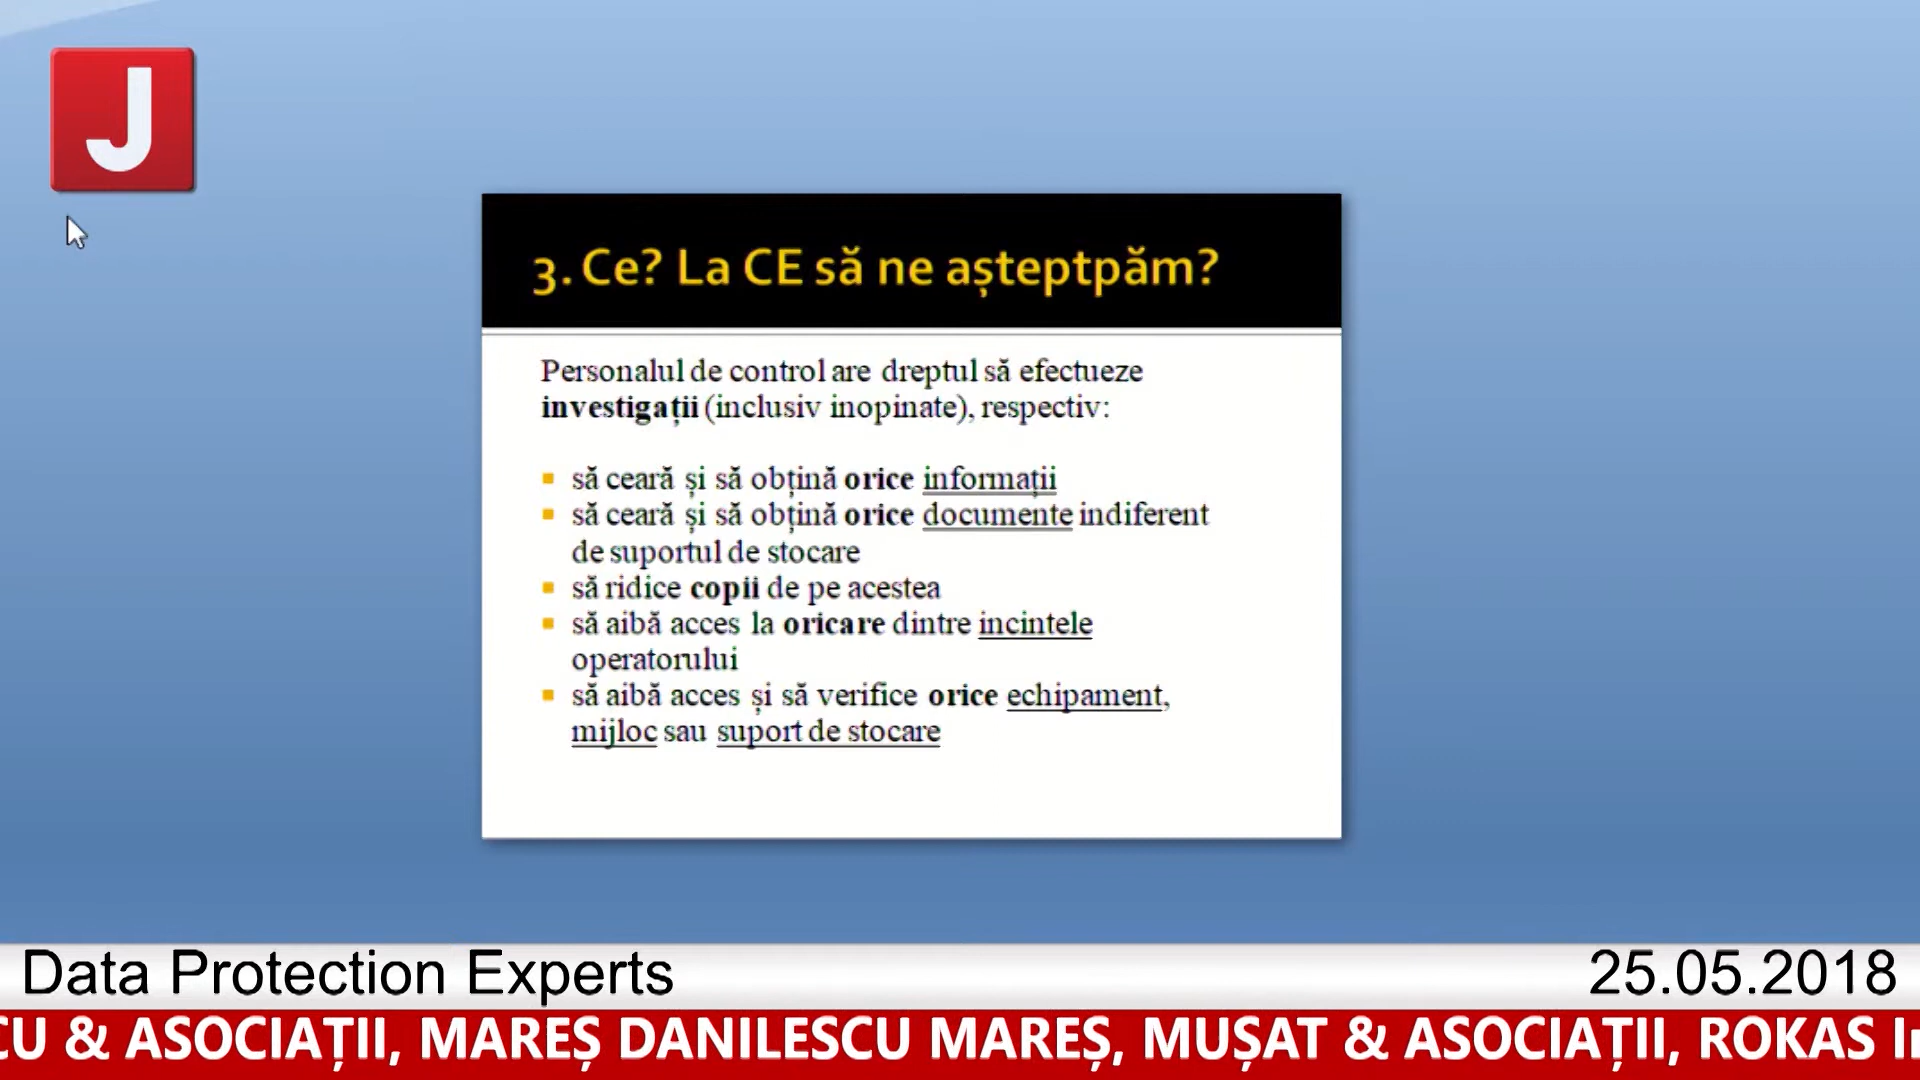 J
3. Ce? La CE să ne așteptpăm?
Personalul de control are dreptul să efectueze
investigații (inclusiv inopinate), respectiv:
să ceară și să obțină orice informații
să ceară și să obțină orice documente indiferent
de suportul de stocare
să ridice copii de pe acestea
să aibă acces la oricare dintre incintele
operatorului
să aibă acces și să verifice orice echipament,
mijloc sau suport de stocare
Data Protection Experts
25.05.2018
CU & ASOCIAȚII, MAREȘ DANILESCU MAREȘ, MUȘAT & ASOCIAȚII, ROKAS